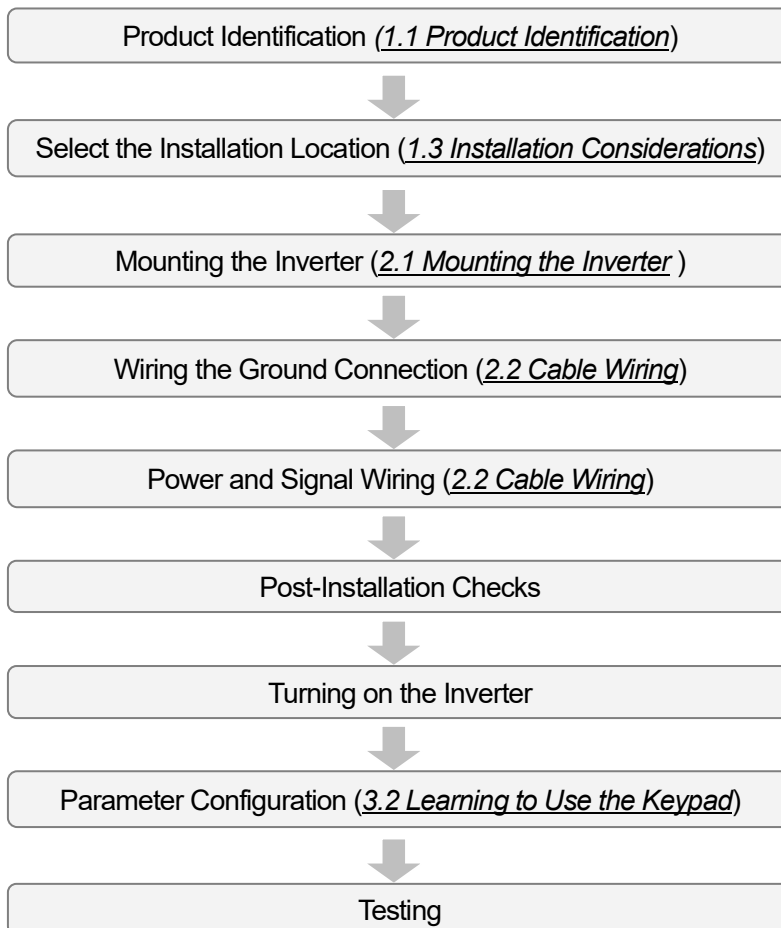 Product Identification (1.1 Product Identification)
Select the Installation Location (1.3 Installation Considerations)
Mounting the Inverter (2.1 Mounting the Inverter )
Wiring the Ground Connection (2.2 Cable Wiring)
Power and Signal Wiring (2.2 Cable Wiring)
Post-Installation Checks
Turning on the Inverter
Parameter Configuration (3.2 Learning to Use the Keypad)
Testing